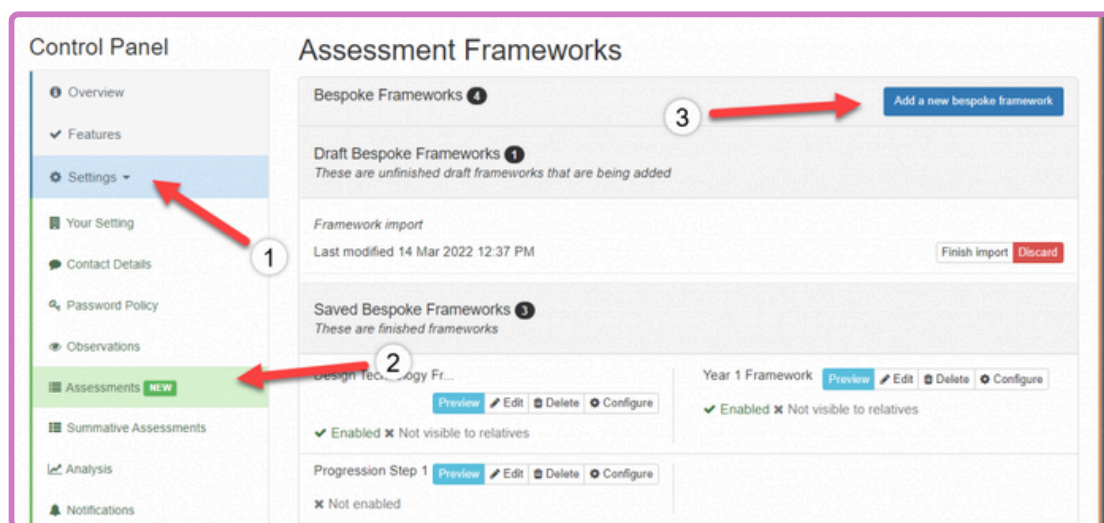 Control Panel
Overview
Features
Settings
Your Setting
Contact Details
Password Policy
Observations
Assessments NEW
Summative Assessments
Analysis
Notifications
1
2
3
Assessment Frameworks
Bespoke Frameworks 4
Add a new bespoke framework
Draft Bespoke Frameworks 1
These are unfinished draft frameworks that are being added
Framework import
Last modified 14 Mar 2022 12:37 PM
Finish import Discard
Saved Bespoke Frameworks 3
These are finished frameworks
Design Fr...
Preview Edit Delete Configure
Enabled Not visible to relatives
Year 1 Framework Preview Edit Delete Configure
Enabled Not visible to relatives
Progression Step 1 Preview Edit Delete Configure
Not enabled